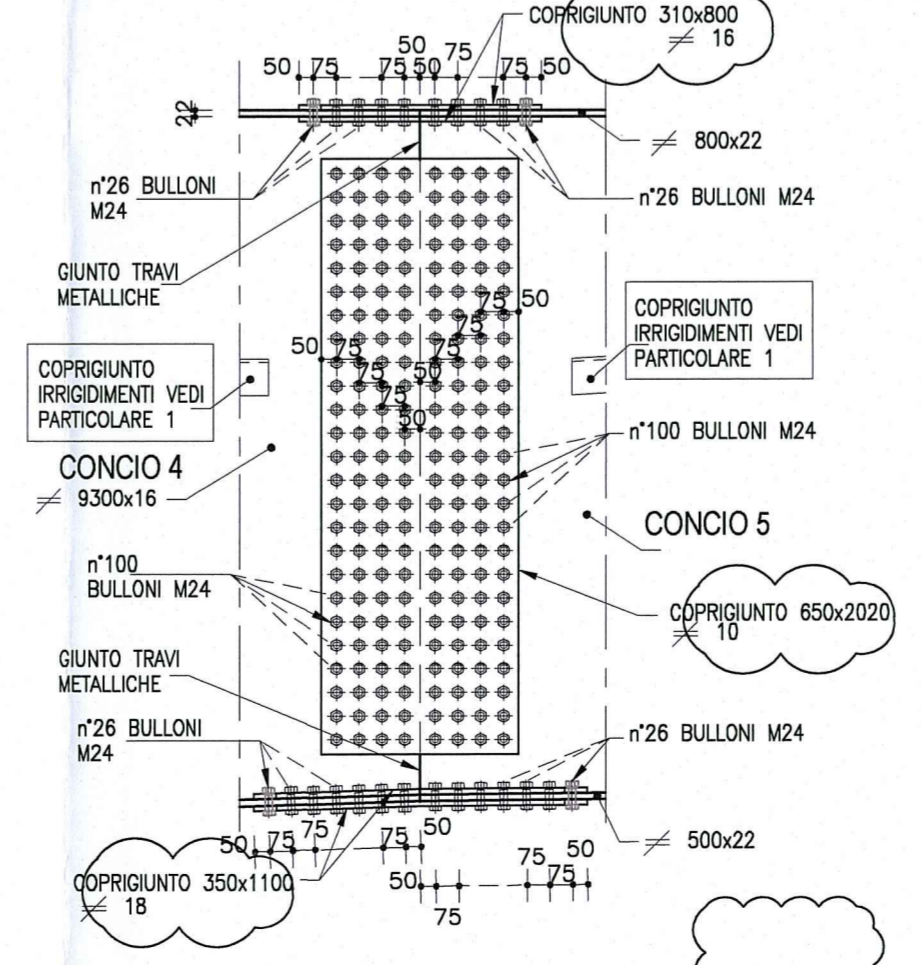 COPRIGIUNTO 310x800
⌿ 16
50
50 75 75 50 75 75 50
22
⌿ 800x22
n°26 BULLONI
M24
n°26 BULLONI M24
GIUNTO TRAVI
METALLICHE
COPRIGIUNTO
IRRIGIDIMENTI VEDI
PARTICOLARE 1
75 50
75
50 75 75
75 50
75
50
COPRIGIUNTO
IRRIGIDIMENTI VEDI
PARTICOLARE 1
n°100 BULLONI M24
CONCIO 4
⌿ 9300x16
CONCIO 5
n°100
BULLONI M24
COPRIGIUNTO 650x2020
⌿ 10
GIUNTO TRAVI
METALLICHE
n°26 BULLONI
M24
n°26 BULLONI M24
⌿ 500x22
50 75 75 75 50
COPRIGIUNTO 350x1100
⌿ 18
50 75 75 75 50